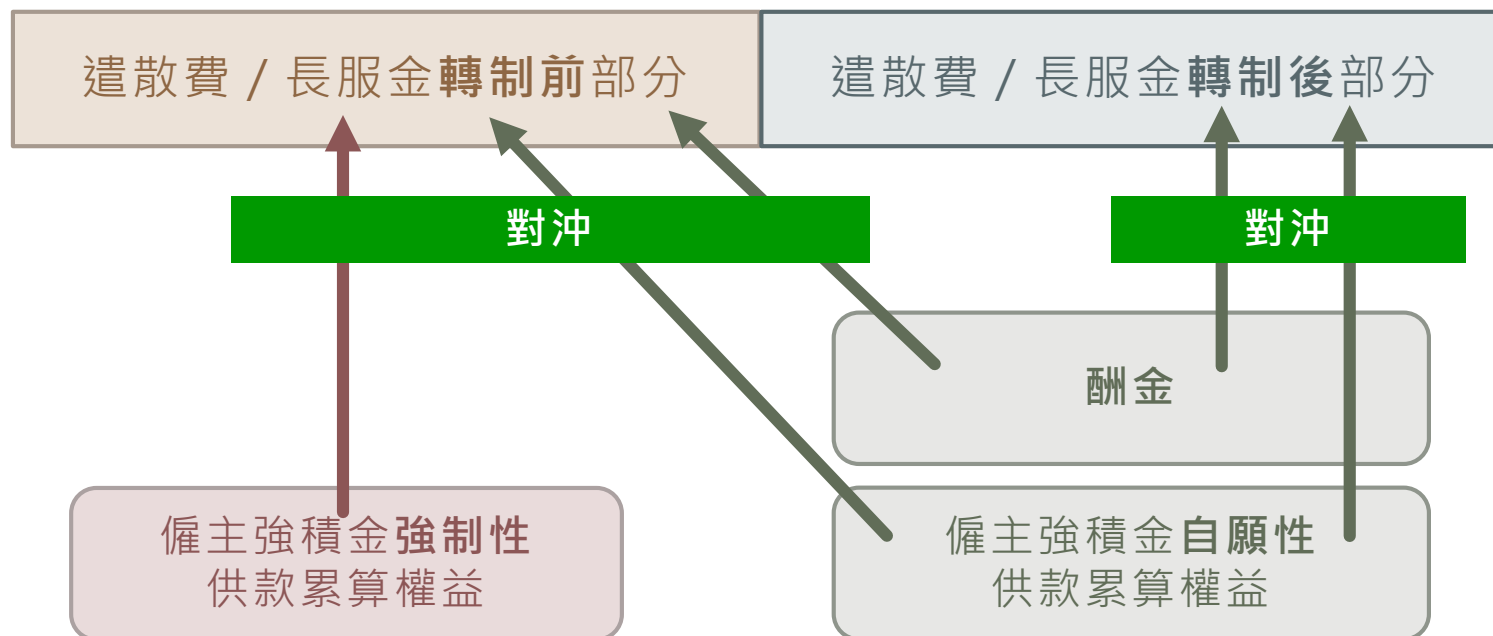 遣散費 / 長服金轉制前部分
遣散費 / 長服金轉制後部分
對沖
對沖
酬金
僱主強積金強制性
供款累算權益
僱主強積金自願性
供款累算權益